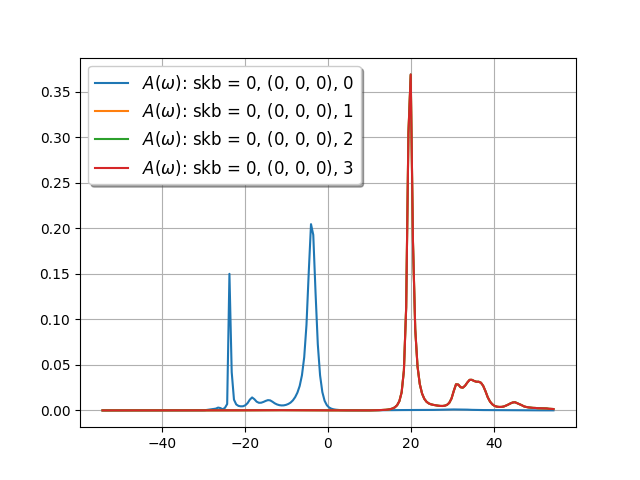 A(ω): skb = 0, (0, 0, 0), 0
A(ω): skb = 0, (0, 0, 0), 1
A(ω): skb = 0, (0, 0, 0), 2
A(ω): skb = 0, (0, 0, 0), 3
0.35
0.30
0.25
0.20
0.15
0.10
0.05
0.00
−40 −20 0 20 40